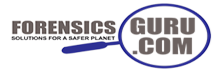 FORENSICS
SOLUTIONS FOR A SAFER PLANET
GURU
.COM